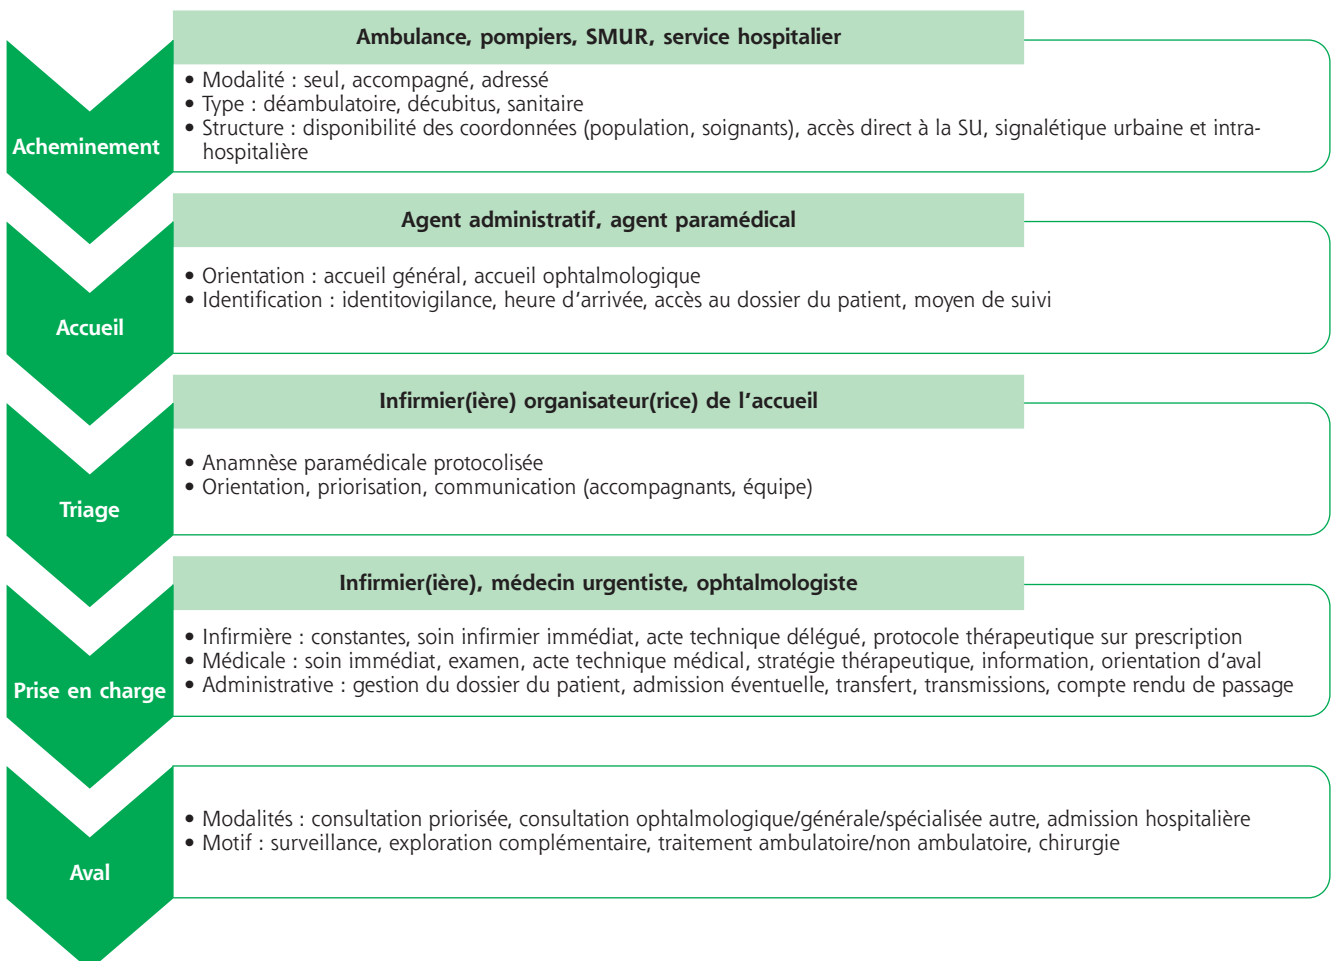 Ambulance, pompiers, SMUR, service hospitalier
Acheminement
• Modalité : seul, accompagné, adressé
• Type : déambulatoire, décubitus, sanitaire
• Structure : disponibilité des coordonnées (population, soignants), accès direct à la SU, signalétique urbaine et intra-
hospitalière
Agent administratif, agent paramédical
Accueil
• Orientation : accueil général, accueil ophtalmologique
• Identification : identitovigilance, heure d’arrivée, accès au dossier du patient, moyen de suivi
Infirmier(ière) organisateur(rice) de l’accueil
Triage
• Anamnèse paramédicale protocolisée
• Orientation, priorisation, communication (accompagnants, équipe)
Infirmier(ière), médecin urgentiste, ophtalmologiste
Prise en charge
• Infirmière : constantes, soin infirmier immédiat, acte technique délégué, protocole thérapeutique sur prescription
• Médicale : soin immédiat, examen, acte technique médical, stratégie thérapeutique, information, orientation d’aval
• Administrative : gestion du dossier du patient, admission éventuelle, transfert, transmissions, compte rendu de passage
Aval
• Modalités : consultation priorisée, consultation ophtalmologique/générale/spécialisée autre, admission hospitalière
• Motif : surveillance, exploration complémentaire, traitement ambulatoire/non ambulatoire, chirurgie